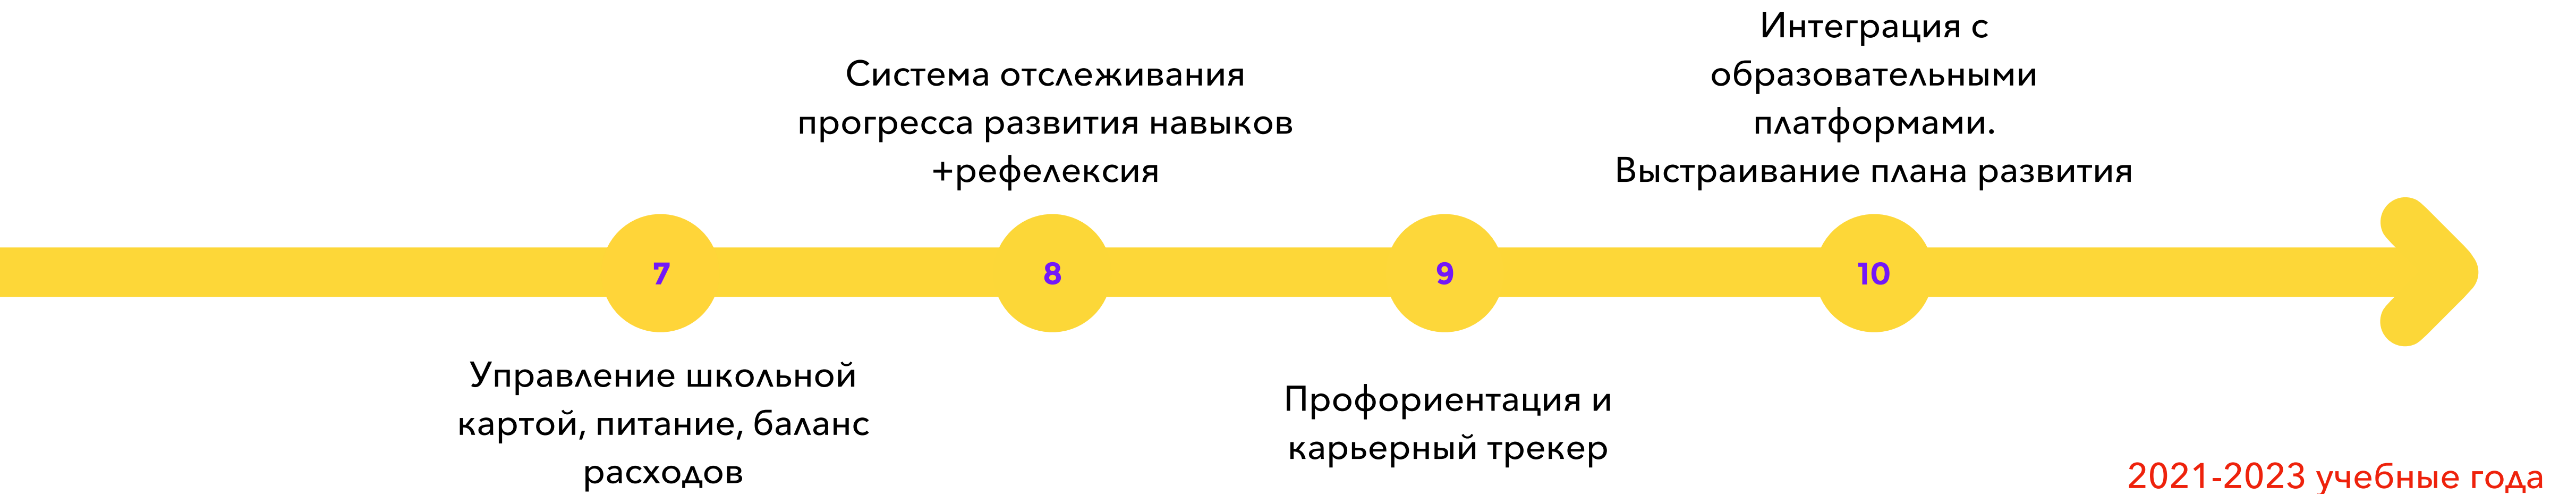 Интеграция с
образовательными
платформами.
Выстраивание плана развития
Система отслеживания
прогресса развития навыков
+рефелексия
7
8
9
10
Управление школьной
картой, питание, баланс
расходов
Профориентация и
карьерный трекер
2021-2023 учебные года